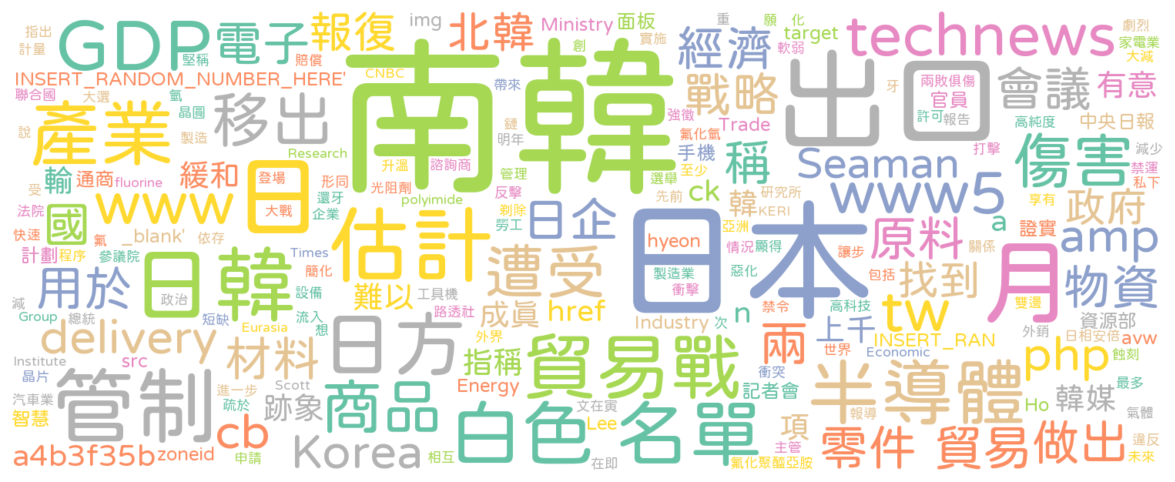 指出
計量
GDP
堅稱
電子
賠償
報復
img
北韓
Ministry
面板
實施
重
願
化
target
technews
劇烈
家電業
大減
INSERT_RANDOM_NUMBER_HERE'
CNBC
創
帶來
經濟
軟弱
牙
兩敗俱傷
官員
許可
報告
會議
有意
聯合國
大選
氫
晶圓
製造
移出
南韓
戰略
出口
高純度
中央日報
說
產業
Research
升溫
諮詢商
鏈
明年
強徵
氟化氫
Trade
手機
至少
稱
打擊
傷害
減少
禁運
私下
受
輸
通商
fluorine
緩和
日
登場
大戰
形同
還牙
企業
光阻劑
polyimide
管理
反擊
剔除
勞工
選舉
先前
ck
韓
研究所
KERI
Seaman
www5
a
享有
政府
法院
國
www
快速
氟
_blank'
依存
計劃
程序
參議院
Times
簡化
估計
日企
亞洲
情況
顯得
讓步
關係
原料
月
證實
amp
hyeon
製造業
衝擊
惡化
包括
找到
物資
減
用於
總統
日韓
政治
設備
流入
想
難以
工具機
路透社
遭受
成真
href
日本
禁令
高科技
tw
雙邊
資源部
Group
短缺
Eurasia
Industry
次
n
兩
上千
INSERT_RAN
外銷
日相安倍
avw
delivery
材料
日方
外界
指稱
貿易戰
世界
Economic
php
蝕刻
Institute
晶片
src
進一步
Scott
Energy
記者會
衝突
半導體
Ho
韓媒
最多
氣體
汽車業
智慧
管制
疏於
跡象
商品
白色名單
文在寅
Lee
項
報導
a4b3f35b
zoneid
cb
申請
Korea
相互
在即
主管
氟化聚醯亞胺
零件
貿易
做出
違反
未來